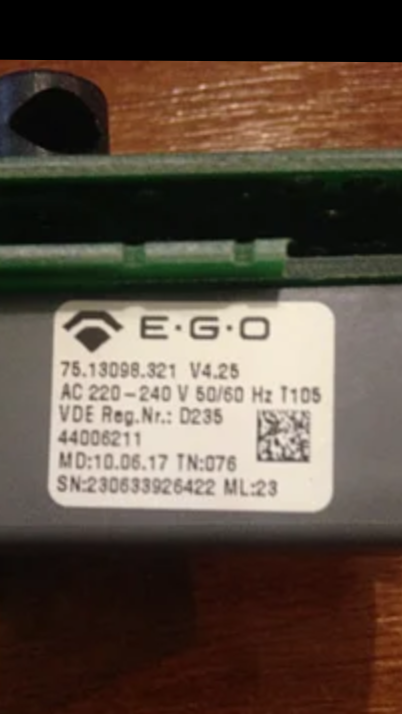 E·G·O
75.13098.321 V4.25
AC 220-240 V 50/60 Hz T105
VDE Reg.Nr.: D235
44006211
MD:10.06.17 TN:076
SN:230633926422 ML:23